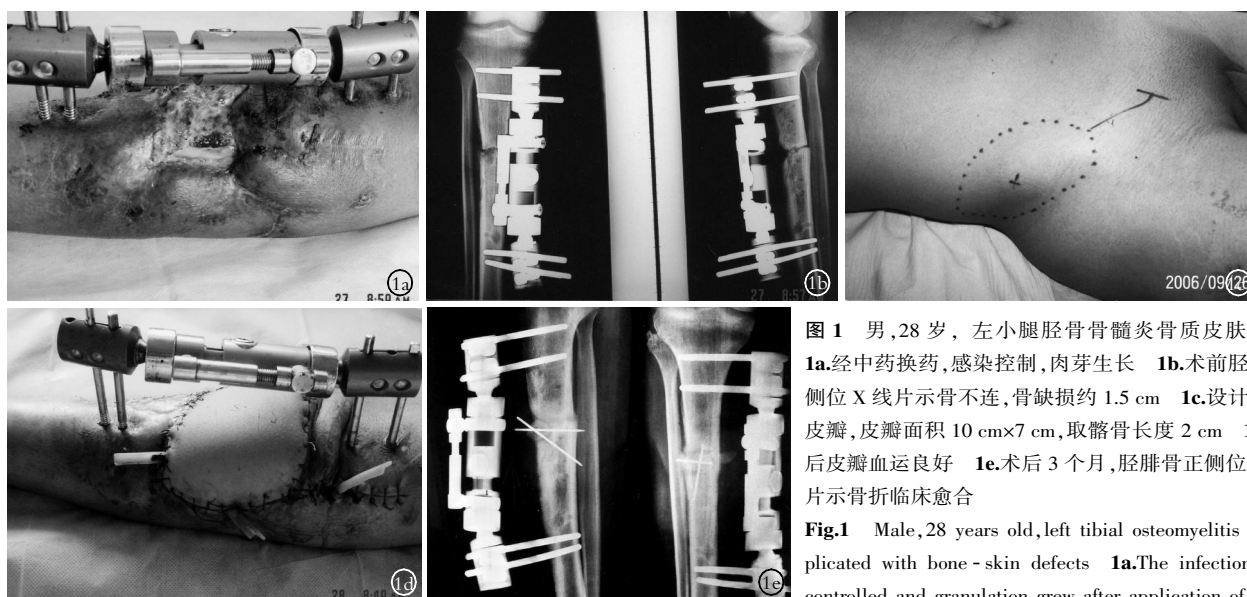 1a
27 8:59 AM
1b
27 8:57
2006/09/26
1d
28 8:40
1e
图 1 男,28 岁, 左小腿胫骨骨髓炎骨质皮肤
1a.经中药换药,感染控制,肉芽生长 1b.术前胫
侧位 X 线片示骨不连,骨缺损约 1.5 cm 1c.设计
皮瓣,皮瓣面积 10 cm×7 cm,取髂骨长度 2 cm
后皮瓣血运良好 1e.术后 3 个月,胫腓骨正侧位
片示骨折临床愈合
Fig.1 Male,28 years old,left tibial osteomyelitis
plicated with bone-skin defects 1a.The infection
controlled and granulation grew after application of